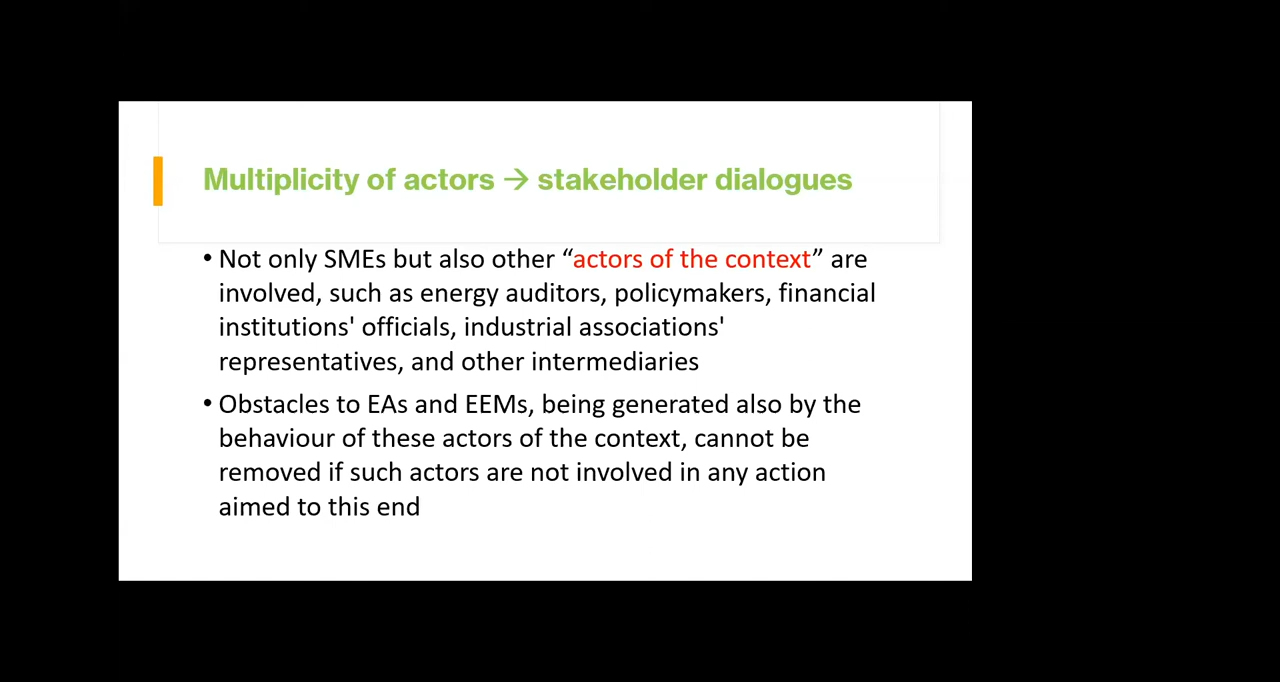 Multiplicity of actors → stakeholder dialogues
• Not only SMEs but also other “actors of the context” are
involved, such as energy auditors, policymakers, financial
institutions' officials, industrial associations'
representatives, and other intermediaries
• Obstacles to EAs and EEMs, being generated also by the
behaviour of these actors of the context, cannot be
removed if such actors are not involved in any action
aimed to this end